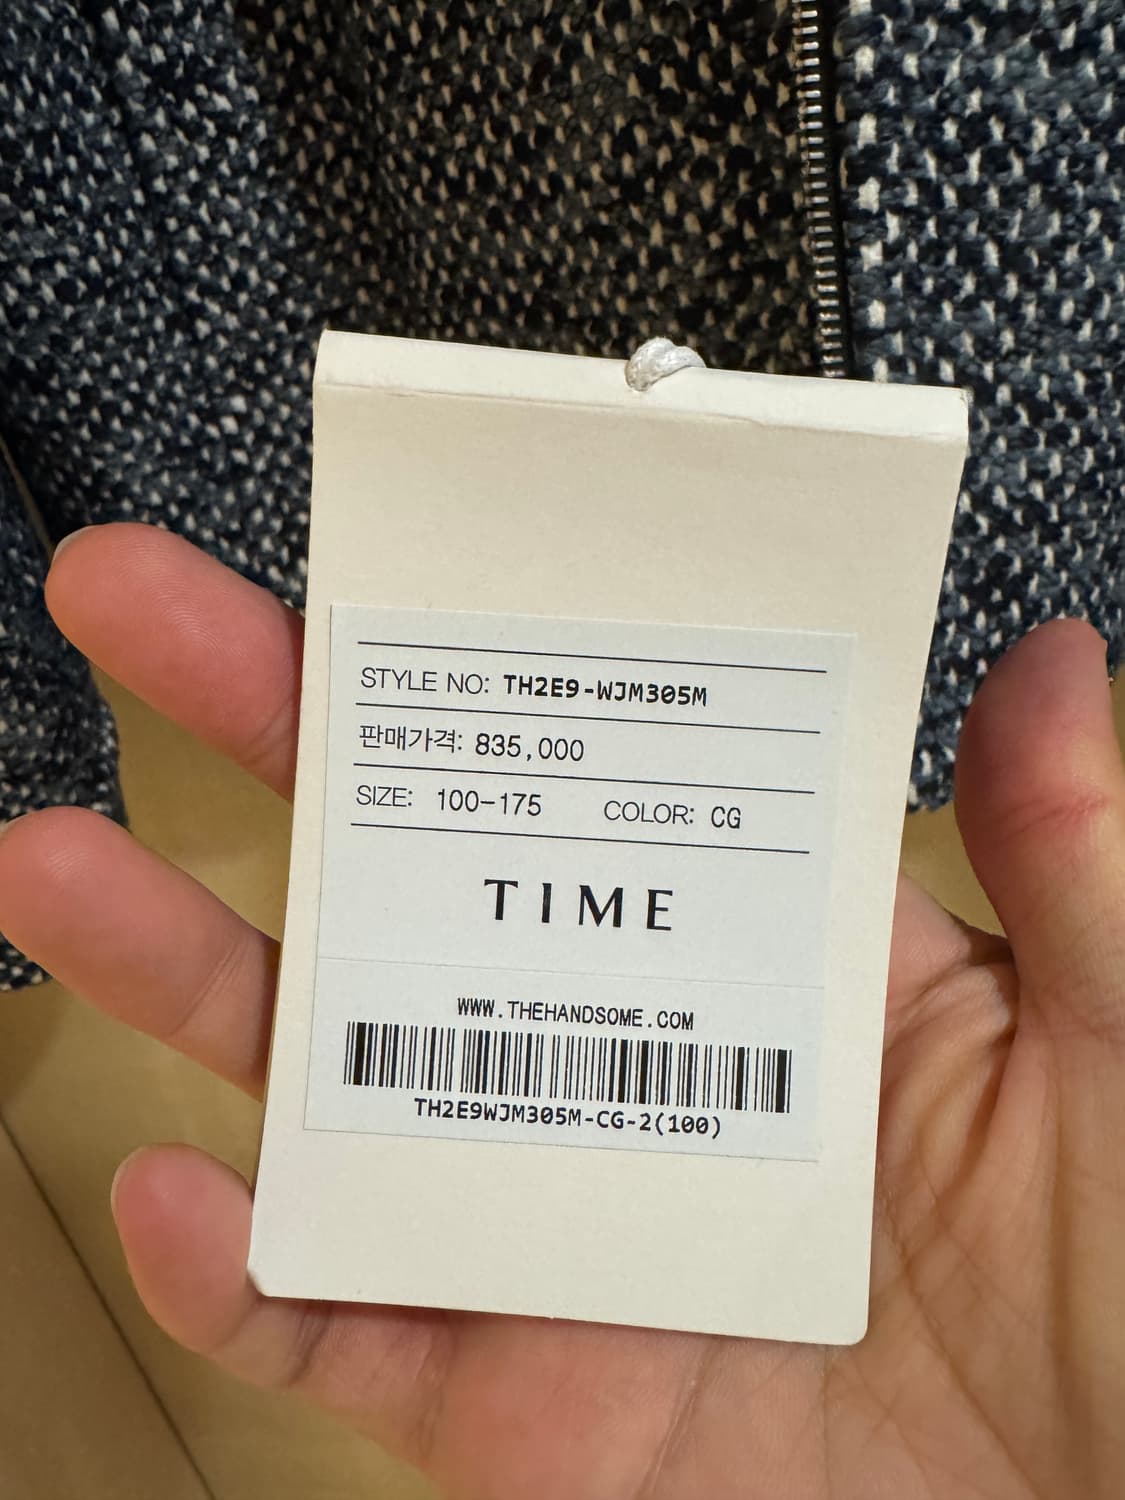 STYLE NO: TH2E9-WJM305M
판매가격: 835,000
SIZE: 100-175 COLOR: CG
TIME
WWW.THEHANDSOME.COM
TH2E9WJM305M-CG-2(100)